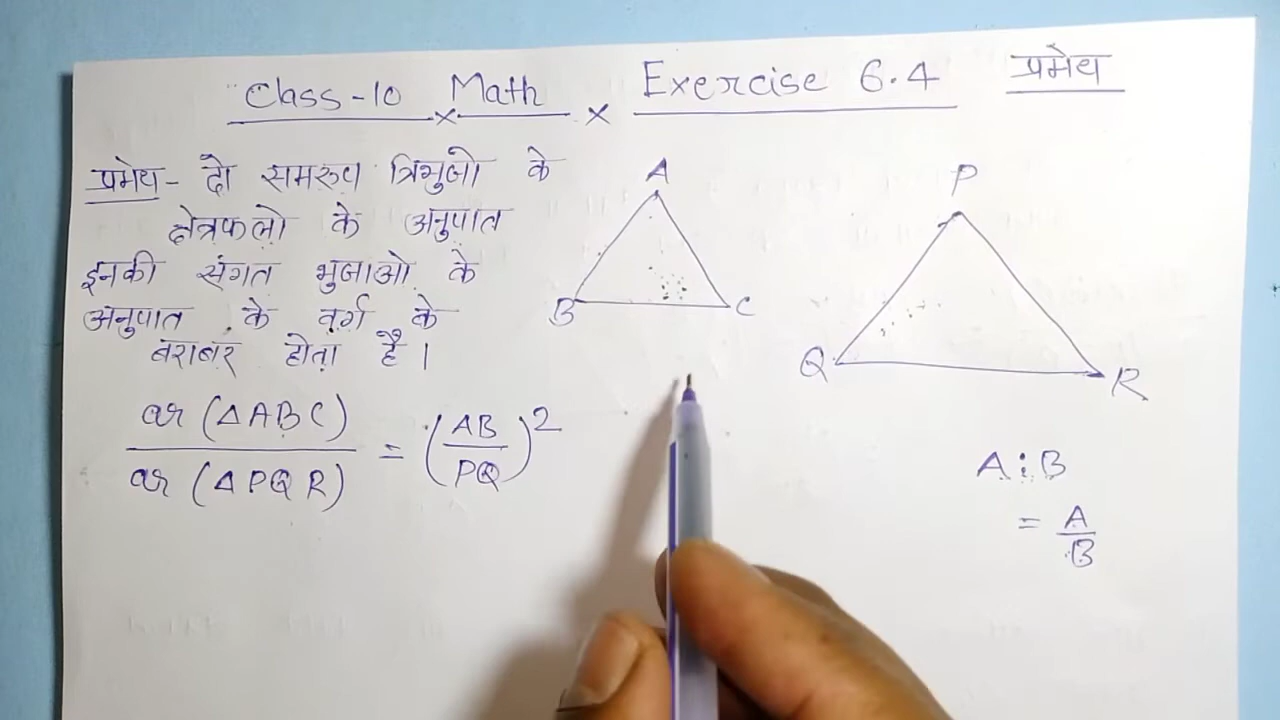 Class-10 × Math × Exercise 6.4 प्रमेय
प्रमेय- दो समरुप त्रिभुजो के
क्षेत्रफलो के अनुपात
इनकी संगत भुजाओ के
अनुपात के वर्ग के
बराबर होता है।
ar (△ABC)
ar (△PQR)
=
(AB/PQ)²
A
B
C
P
Q
R
A:B
= A/B